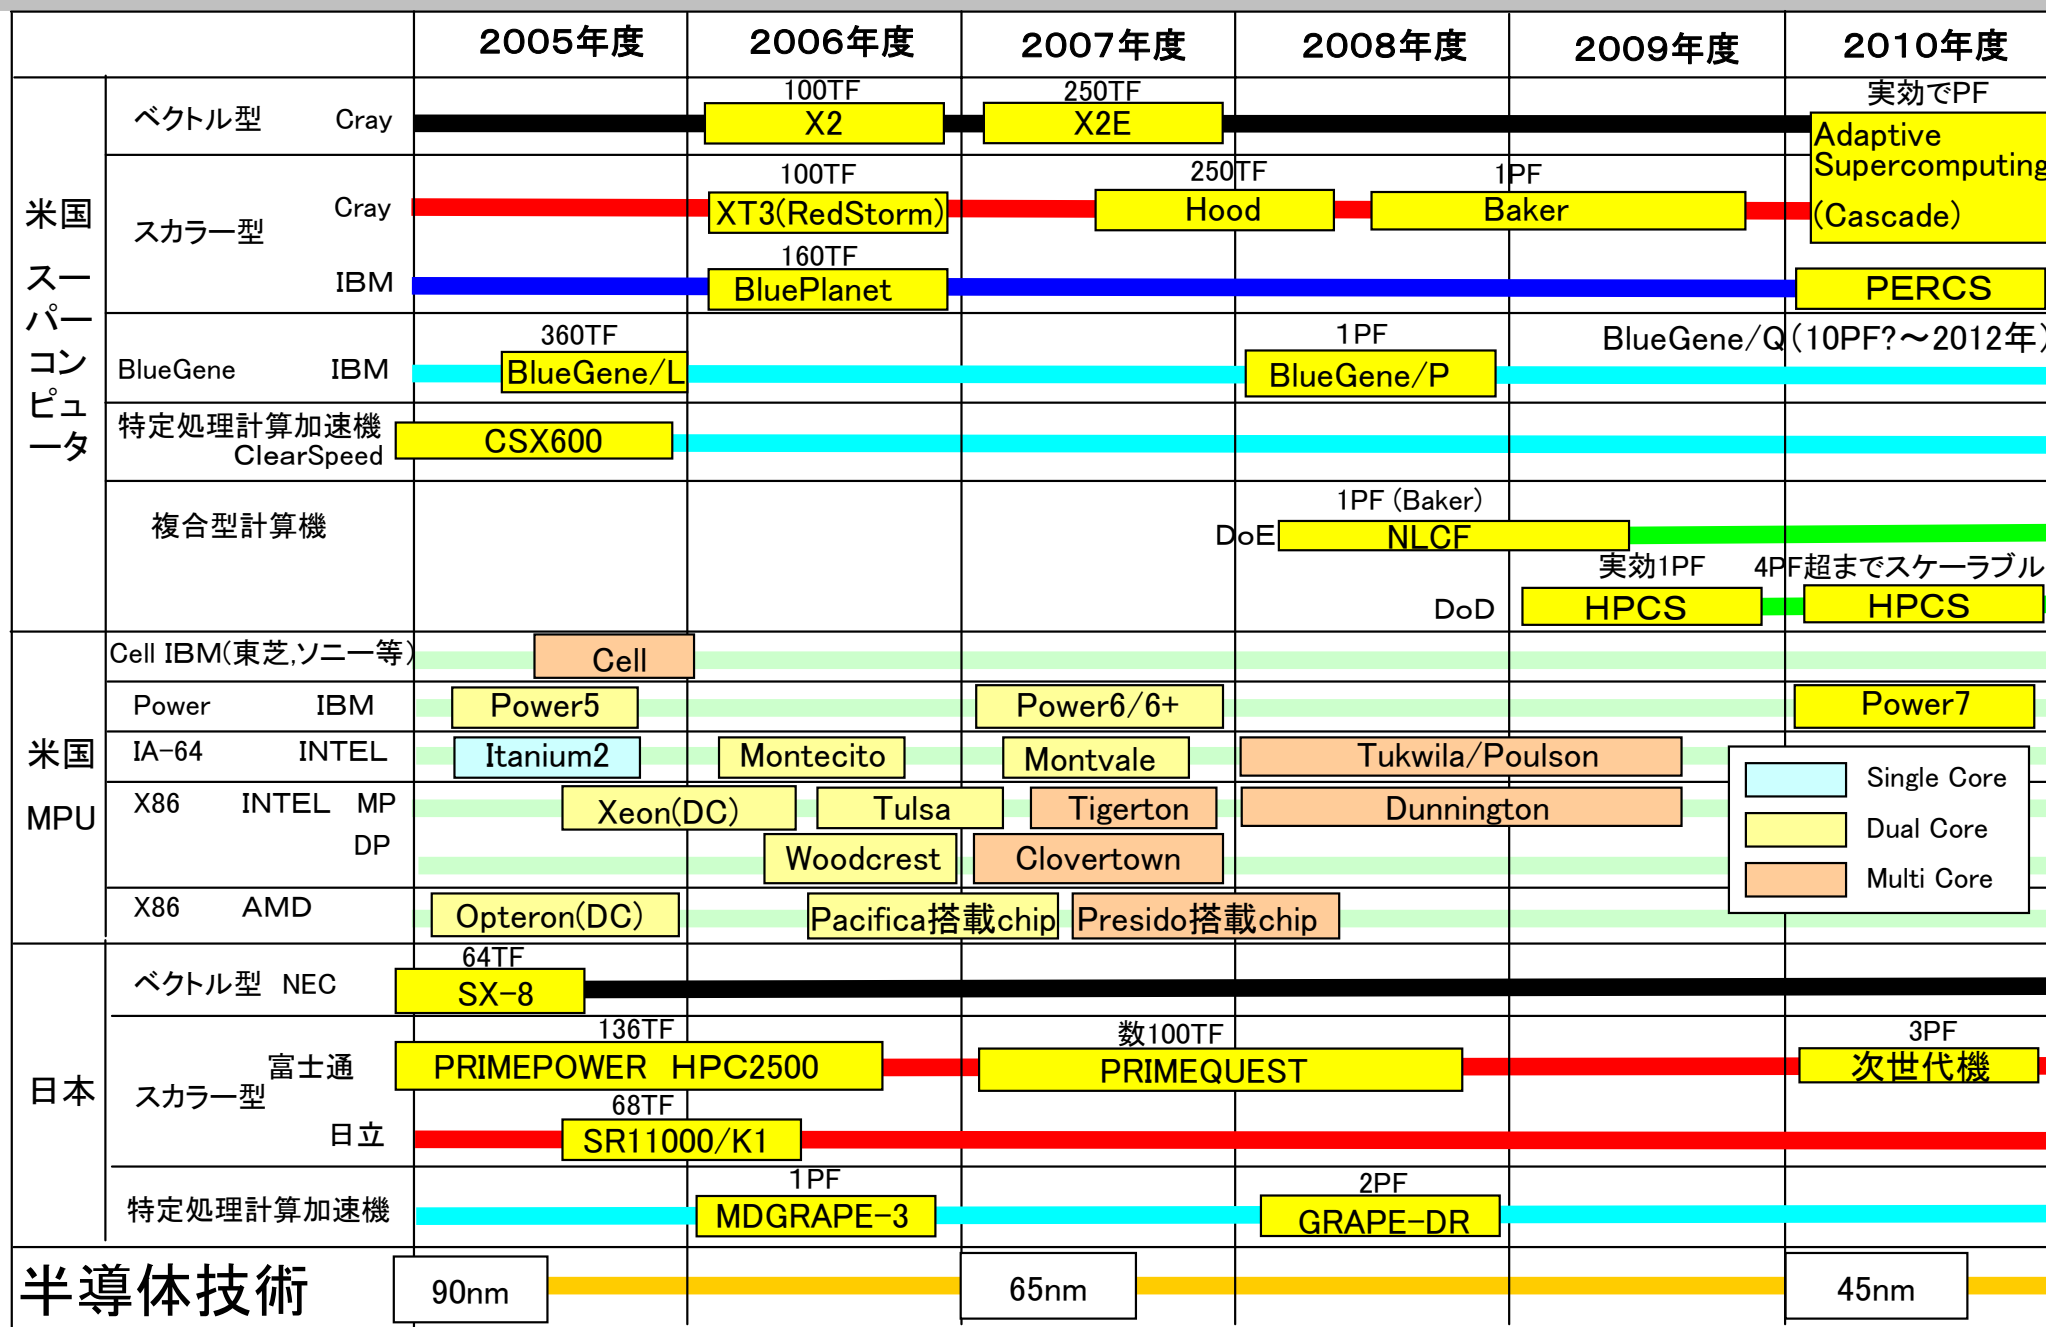 2005年度 2006年度 2007年度 2008年度 2009年度 2010年度
米国
スー
パー
コン
ピュ
ータ
ベクトル型 Cray
100TF
X2
250TF
X2E
実効でPF
Adaptive
Supercomputing
(Cascade)
スカラー型
Cray
100TF
XT3(RedStorm)
250TF
Hood
1PF
Baker
IBM
160TF
BluePlanet
PERCS
BlueGene IBM
360TF
BlueGene/L
1PF
BlueGene/P
BlueGene/Q(10PF?～2012年)
特定処理計算加速機
ClearSpeed
CSX600
複合型計算機
1PF(Baker)
DoE
NLCF
実効1PF
4PF超までスケーラブル
DoD
HPCS
HPCS
米国
MPU
Cell IBM(東芝,ソニー等)
Cell
Power IBM
Power5
Power6/6+
Power7
IA-64 INTEL
Itanium2
Montecito
Montvale
Tukwila/Poulson
X86 INTEL MP
Xeon(DC)
Tulsa
Tigerton
Dunnington
DP
Woodcrest
Clovertown
X86 AMD
Opteron(DC)
Pacifica搭載chip
Presido搭載chip
Single Core
Dual Core
Multi Core
日本
ベクトル型 NEC
64TF
SX-8
スカラー型
富士通
136TF
PRIMEPOWER HPC2500
数100TF
PRIMEQUEST
3PF
次世代機
日立
68TF
SR11000/K1
特定処理計算加速機
1PF
MDGRAPE-3
2PF
GRAPE-DR
半導体技術
90nm
65nm
45nm